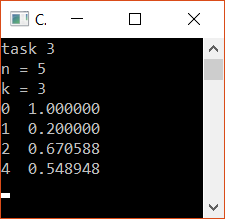 C.
task 3
n = 5
k = 3
0  1.000000
1  0.200000
2  0.670588
4  0.548948